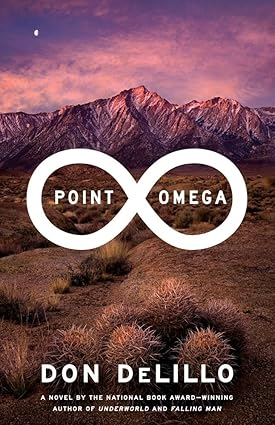 POINT OMEGA
DON DeLILLO
A NOVEL BY THE NATIONAL BOOK AWARD–WINNING
AUTHOR OF UNDERWORLD AND FALLING MAN